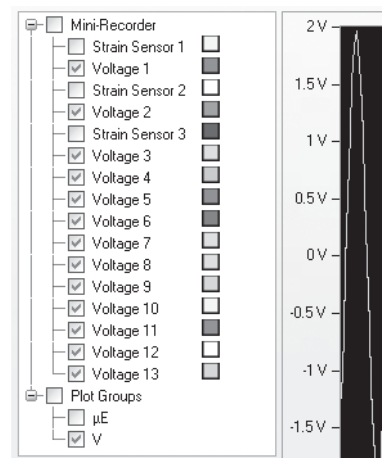 Mini-Recorder
Strain Sensor 1
Voltage 1
Strain Sensor 2
Voltage 2
Strain Sensor 3
Voltage 3
Voltage 4
Voltage 5
Voltage 6
Voltage 7
Voltage 8
Voltage 9
Voltage 10
Voltage 11
Voltage 12
Voltage 13
Plot Groups
µE
V
2 V
1.5 V
1 V
0.5 V
0 V
-0.5 V
-1 V
-1.5 V